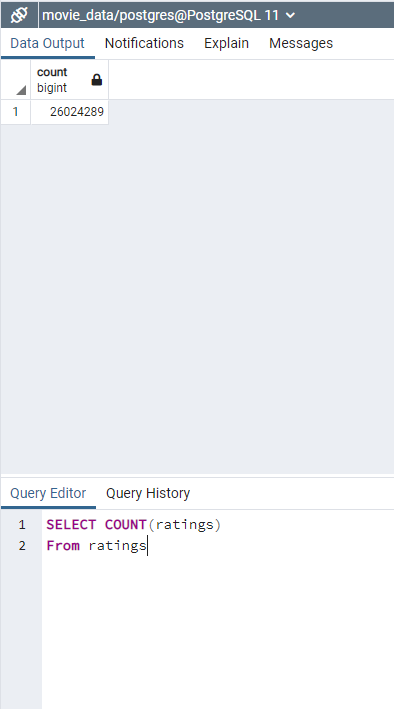 movie_data/postgres@PostgreSQL 11
Data Output Notifications Explain Messages
count
bigint
1 26024289
Query Editor Query History
1 SELECT COUNT(ratings)
2 From ratings